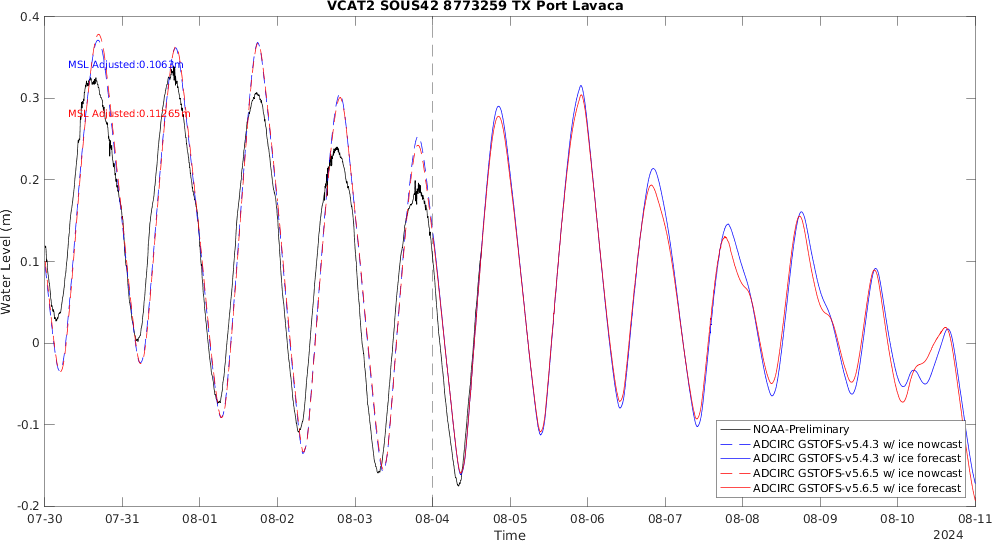 VCAT2 SOUS42 8773259 TX Port Lavaca
0.4
0.3
0.2
0.1
0
-0.1
-0.2
Water Level (m)
MSL Adjusted:0.1063m
MSL Adjusted:0.11265m
NOAA-Preliminary
ADCIRC GSTOFS-v5.4.3 w/ ice nowcast
ADCIRC GSTOFS-v5.4.3 w/ ice forecast
ADCIRC GSTOFS-v5.6.5 w/ ice nowcast
ADCIRC GSTOFS-v5.6.5 w/ ice forecast
07-30 07-31 08-01 08-02 08-03 08-04 08-05 08-06 08-07 08-08 08-09 08-10 08-11
Time
2024